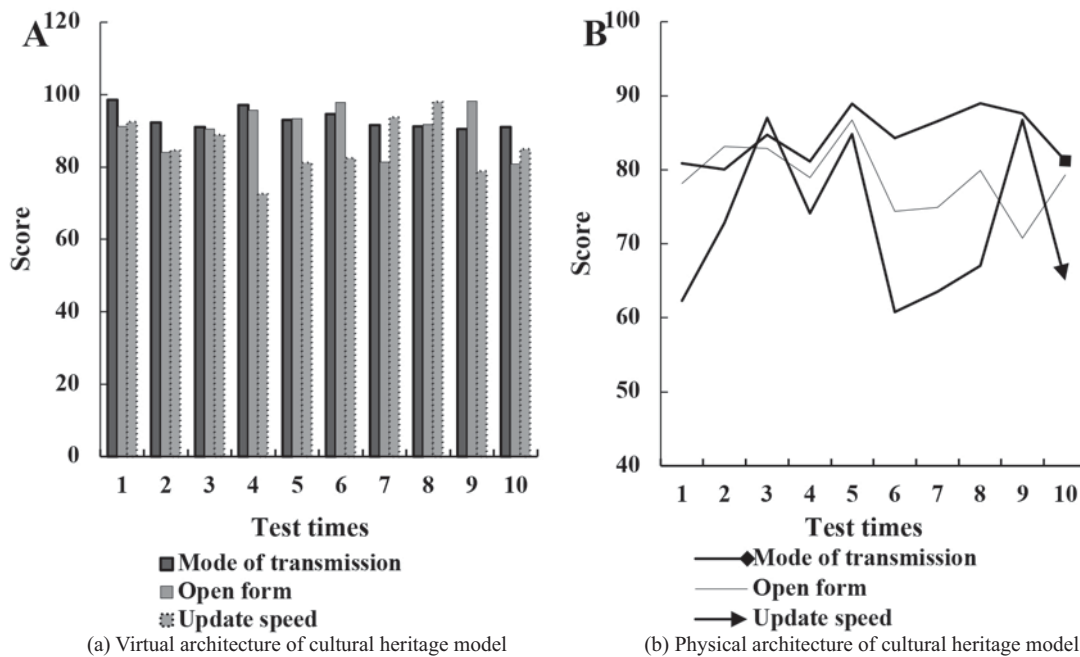 A
120
100
80
60
40
20
0
Score
1 2 3 4 5 6 7 8 9 10
Test times
Mode of transmission
Open form
Update speed
(a) Virtual architecture of cultural heritage model
B
100
90
80
70
60
50
40
Score
1 2 3 4 5 6 7 8 9 10
Test times
Mode of transmission
Open form
Update speed
(b) Physical architecture of cultural heritage model